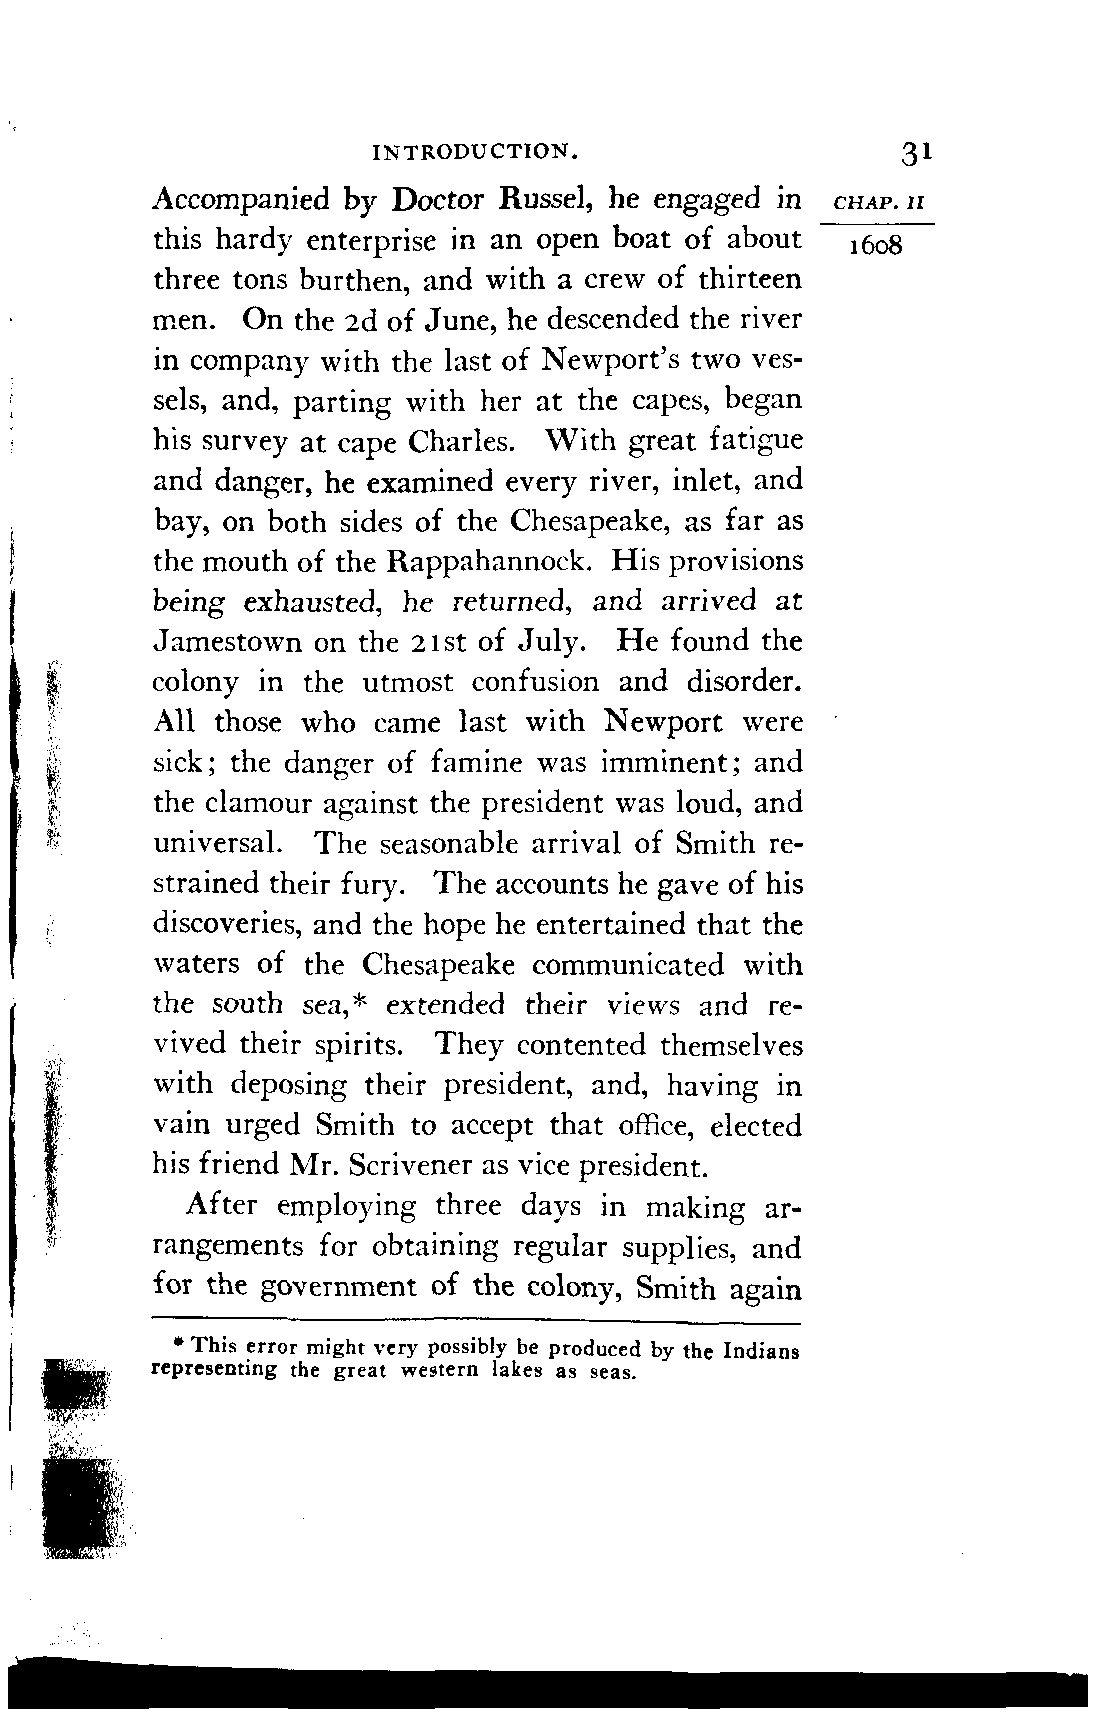 INTRODUCTION. 31
CHAP. II
1608
Accompanied by Doctor Russel, he engaged in
this hardy enterprise in an open boat of about
three tons burthen, and with a crew of thirteen
men. On the 2d of June, he descended the river
in company with the last of Newport's two ves-
sels, and, parting with her at the capes, began
his survey at cape Charles. With great fatigue
and danger, he examined every river, inlet, and
bay, on both sides of the Chesapeake, as far as
the mouth of the Rappahannock. His provisions
being exhausted, he returned, and arrived at
Jamestown on the 21st of July. He found the
colony in the utmost confusion and disorder.
All those who came last with Newport were
sick; the danger of famine was imminent; and
the clamour against the president was loud, and
universal. The seasonable arrival of Smith re-
strained their fury. The accounts he gave of his
discoveries, and the hope he entertained that the
waters of the Chesapeake communicated with
the south sea,* extended their views and re-
vived their spirits. They contented themselves
with deposing their president, and, having in
vain urged Smith to accept that office, elected
his friend Mr. Scrivener as vice president.
After employing three days in making ar-
rangements for obtaining regular supplies, and
for the government of the colony, Smith again
* This error might very possibly be produced by the Indians
representing the great western lakes as seas.